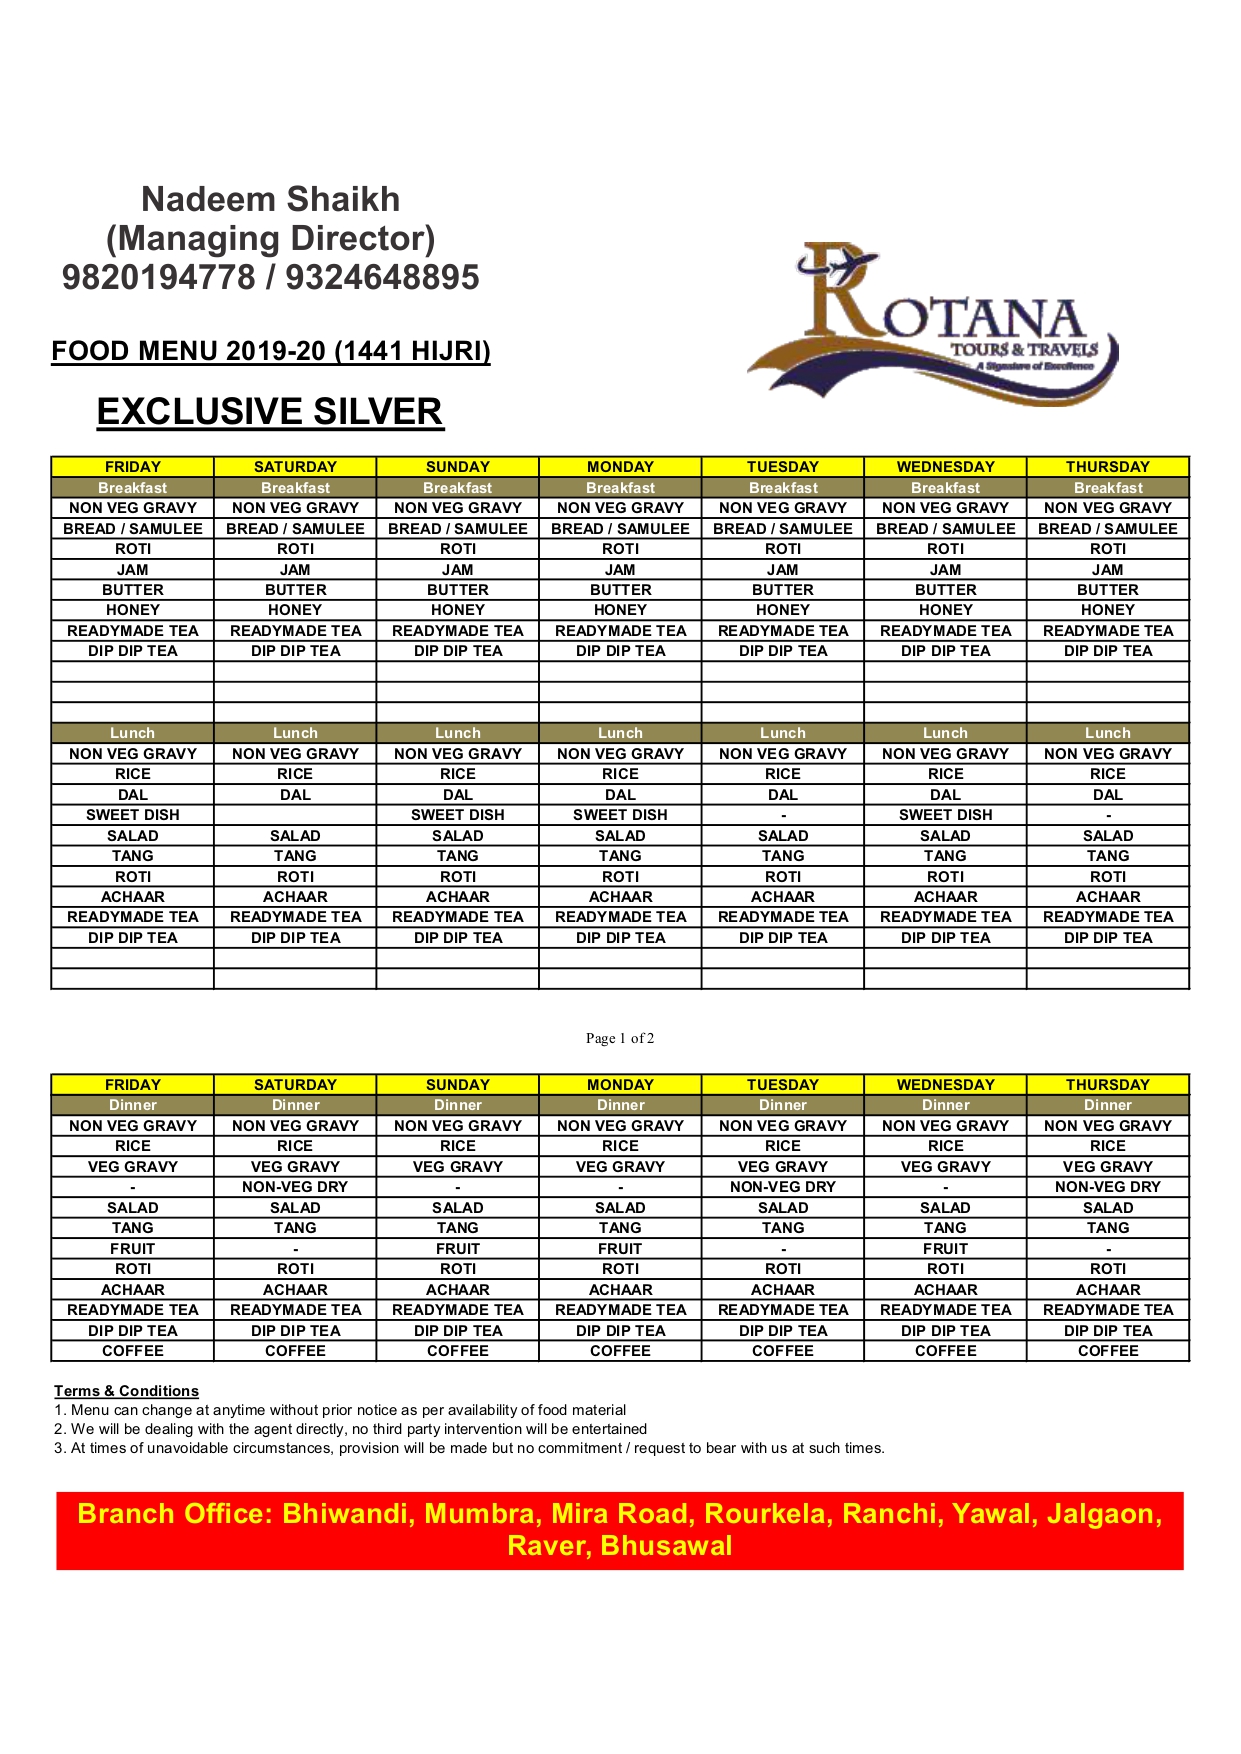 Nadeem Shaikh
(Managing Director)
9820194778 / 9324648895
ROTANA
TOURS & TRAVELS
A Signature of Excellence
FOOD MENU 2019-20 (1441 HIJRI)
EXCLUSIVE SILVER
FRIDAY SATURDAY SUNDAY MONDAY TUESDAY WEDNESDAY THURSDAY
Breakfast Breakfast Breakfast Breakfast Breakfast Breakfast Breakfast
NON VEG GRAVY NON VEG GRAVY NON VEG GRAVY NON VEG GRAVY NON VEG GRAVY NON VEG GRAVY NON VEG GRAVY
BREAD / SAMULEE BREAD / SAMULEE BREAD / SAMULEE BREAD / SAMULEE BREAD / SAMULEE BREAD / SAMULEE BREAD / SAMULEE
ROTI ROTI ROTI ROTI ROTI ROTI ROTI
JAM JAM JAM JAM JAM JAM JAM
BUTTER BUTTER BUTTER BUTTER BUTTER BUTTER BUTTER
HONEY HONEY HONEY HONEY HONEY HONEY HONEY
READYMADE TEA READYMADE TEA READYMADE TEA READYMADE TEA READYMADE TEA READYMADE TEA READYMADE TEA
DIP DIP TEA DIP DIP TEA DIP DIP TEA DIP DIP TEA DIP DIP TEA DIP DIP TEA DIP DIP TEA
Lunch Lunch Lunch Lunch Lunch Lunch Lunch
NON VEG GRAVY NON VEG GRAVY NON VEG GRAVY NON VEG GRAVY NON VEG GRAVY NON VEG GRAVY NON VEG GRAVY
RICE RICE RICE RICE RICE RICE RICE
DAL DAL DAL DAL DAL DAL DAL
SWEET DISH SWEET DISH SWEET DISH - SWEET DISH -
SALAD SALAD SALAD SALAD SALAD SALAD SALAD
TANG TANG TANG TANG TANG TANG TANG
ROTI ROTI ROTI ROTI ROTI ROTI ROTI
ACHAAR ACHAAR ACHAAR ACHAAR ACHAAR ACHAAR ACHAAR
READYMADE TEA READYMADE TEA READYMADE TEA READYMADE TEA READYMADE TEA READYMADE TEA READYMADE TEA
DIP DIP TEA DIP DIP TEA DIP DIP TEA DIP DIP TEA DIP DIP TEA DIP DIP TEA DIP DIP TEA
Page 1 of 2
FRIDAY SATURDAY SUNDAY MONDAY TUESDAY WEDNESDAY THURSDAY
Dinner Dinner Dinner Dinner Dinner Dinner Dinner
NON VEG GRAVY NON VEG GRAVY NON VEG GRAVY NON VEG GRAVY NON VEG GRAVY NON VEG GRAVY NON VEG GRAVY
RICE RICE RICE RICE RICE RICE RICE
VEG GRAVY VEG GRAVY VEG GRAVY VEG GRAVY VEG GRAVY VEG GRAVY VEG GRAVY
- NON-VEG DRY - - NON-VEG DRY - NON-VEG DRY
SALAD SALAD SALAD SALAD SALAD SALAD SALAD
TANG TANG TANG TANG TANG TANG TANG
FRUIT - FRUIT FRUIT - FRUIT -
ROTI ROTI ROTI ROTI ROTI ROTI ROTI
ACHAAR ACHAAR ACHAAR ACHAAR ACHAAR ACHAAR ACHAAR
READYMADE TEA READYMADE TEA READYMADE TEA READYMADE TEA READYMADE TEA READYMADE TEA READYMADE TEA
DIP DIP TEA DIP DIP TEA DIP DIP TEA DIP DIP TEA DIP DIP TEA DIP DIP TEA DIP DIP TEA
COFFEE COFFEE COFFEE COFFEE COFFEE COFFEE COFFEE
Terms & Conditions
1. Menu can change at anytime without prior notice as per availability of food material
2. We will be dealing with the agent directly, no third party intervention will be entertained
3. At times of unavoidable circumstances, provision will be made but no commitment / request to bear with us at such times.
Branch Office: Bhiwandi, Mumbra, Mira Road, Rourkela, Ranchi, Yawal, Jalgaon,
Raver, Bhusawal